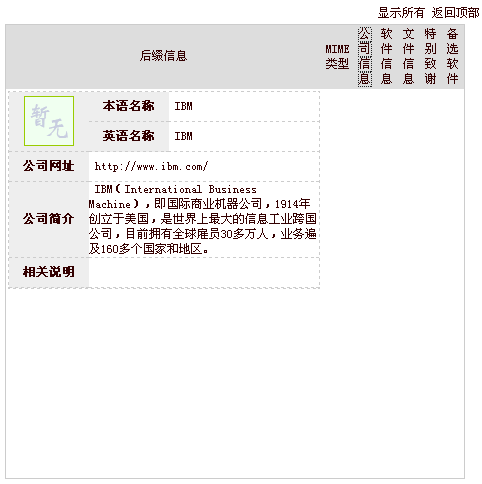 显示所有 返回顶部
后缀信息
MIME
类型
公司信息
软件信息
文件信息
特别致谢
备选软件
暂无
本语名称 IBM
英语名称 IBM
公司网址 http://www.ibm.com/
公司简介
IBM(International Business
Machine),即国际商业机器公司,1914年
创立于美国,是世界上最大的信息工业跨国
公司,目前拥有全球雇员30多万人,业务遍
及160多个国家和地区。
相关说明